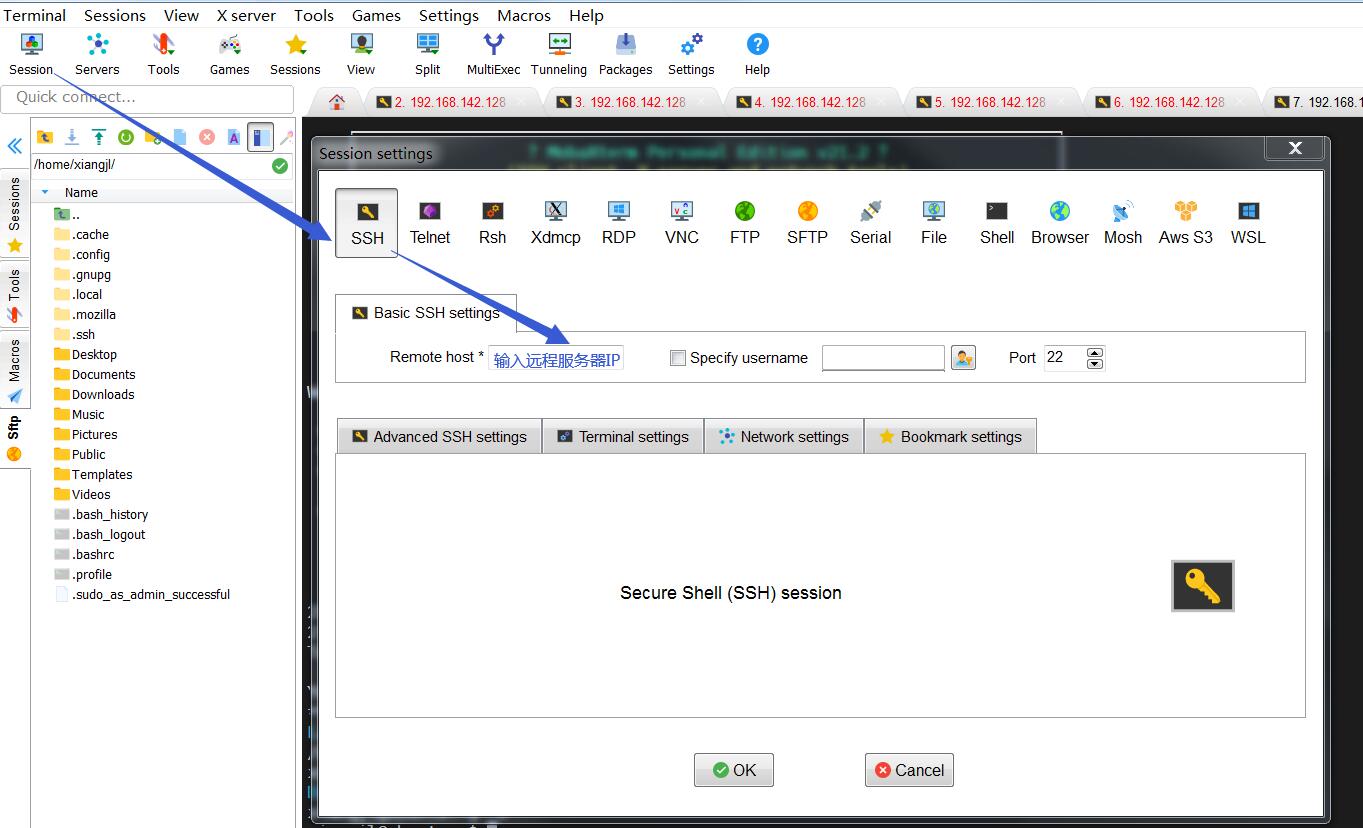 Terminal Sessions View X server Tools Games Settings Macros Help
Session Servers Tools Games Sessions View Split MultiExec Tunneling Packages Settings Help
Quick connect...
2. 192.168.142.128 3. 192.168.142.128 4. 192.168.142.128 5. 192.168.142.128 6. 192.168.142.128 7. 192.168.1
? MobaXterm Personal Edition v21.2 ?
Session settings
/home/xiangjl/
Name
Sessions
Tools
Macros
Sftp
..
.cache
.config
.gnupg
.local
.mozilla
.ssh
Desktop
Documents
Downloads
Music
Pictures
Public
Templates
Videos
.bash_history
.bash_logout
.bashrc
.profile
.sudo_as_admin_successful
SSH Telnet Rsh Xdmcp RDP VNC FTP SFTP Serial File Shell Browser Mosh Aws S3 WSL
Basic SSH settings
Remote host * 输入远程服务器IP Specify username Port 22
Advanced SSH settings Terminal settings Network settings Bookmark settings
Secure Shell (SSH) session
OK Cancel